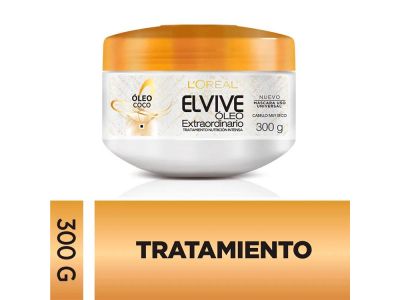 L'ORÉAL
ÓLEO
COCO
ELVIVE
ÓLEO
Extraordinario
TRATAMIENTO NUTRICIÓN INTENSA
NUEVO
MÁSCARA USO
UNIVERSAL
CABELLO MUY SECO
300 g
300 G
TRATAMIENTO